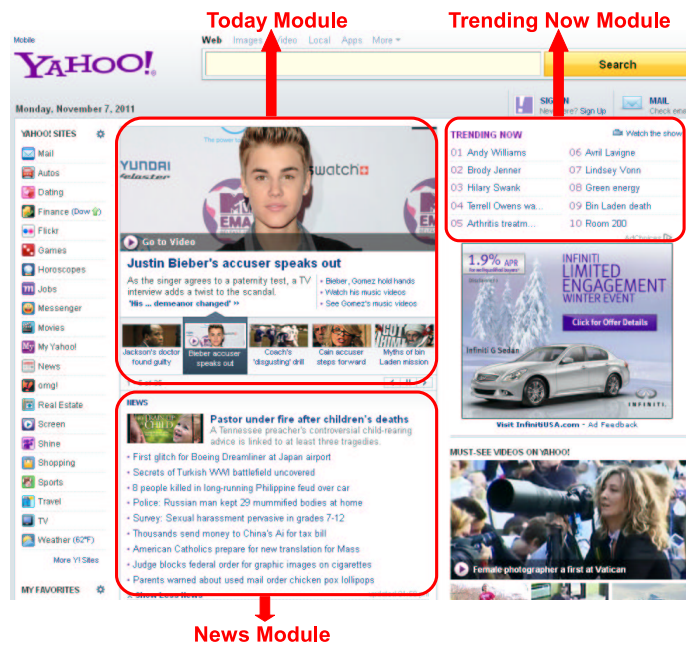 Today Module
Trending Now Module
Mobile
Web Images Video Local Apps More
YAHOO!
Search
Monday, November 7, 2011
SIGN IN
New here? Sign Up
MAIL
Check
YAHOO! SITES
Mail
Autos
Dating
Finance (Dow)
Flickr
Games
Horoscopes
Jobs
Messenger
Movies
My Yahoo!
News
omg!
Real Estate
Screen
Shine
Shopping
Sports
Travel
TV
Weather (62°F)
More Y! Sites
MY FAVORITES
The power to
swatch
MTV
EMA
Go to Video
Justin Bieber's accuser speaks out
As the singer agrees to a paternity test, a TV
interview adds a twist to the scandal.
'His ... demeanor changed' »
• Bieber, Gomez hold hands
• Watch his music videos
• See Gomez's music videos
Jackson's doctor
found guilty
Bieber accuser
speaks out
Coach's
'disgusting' drill
Cain accuser
steps forward
Myths of bin
Laden mission
NEWS
Pastor under fire after children's deaths
A Tennessee preacher's controversial child-rearing
advice is linked to at least three tragedies.
• First glitch for Boeing Dreamliner at Japan airport
• Secrets of Turkish WWI battlefield uncovered
• 8 people killed in long-running Philippine feud over car
• Police: Russian man kept 29 mummified bodies at home
• Survey: Sexual harassment pervasive in grades 7-12
• Thousands send money to China's Ai for tax bill
• American Catholics prepare for new translation for Mass
• Judge blocks federal order for graphic images on cigarettes
• Parents warned about used mail order chicken pox lollipops
Show Less News
TRENDING NOW
Watch the show
01 Andy Williams
02 Brody Jenner
03 Hilary Swank
04 Terrell Owens wa...
05 Arthritis treatm...
06 Avril Lavigne
07 Lindsey Vonn
08 Green energy
09 Bin Laden death
10 Room 200
AdChoices
1.9% APR
INFINITI
LIMITED
ENGAGEMENT
WINTER EVENT
Click for Offer Details
Infiniti G Sedan
INFINITI.
Visit InfinitiUSA.com - Ad Feedback
MUST-SEE VIDEOS ON YAHOO!
Female photographer a first at Vatican
News Module